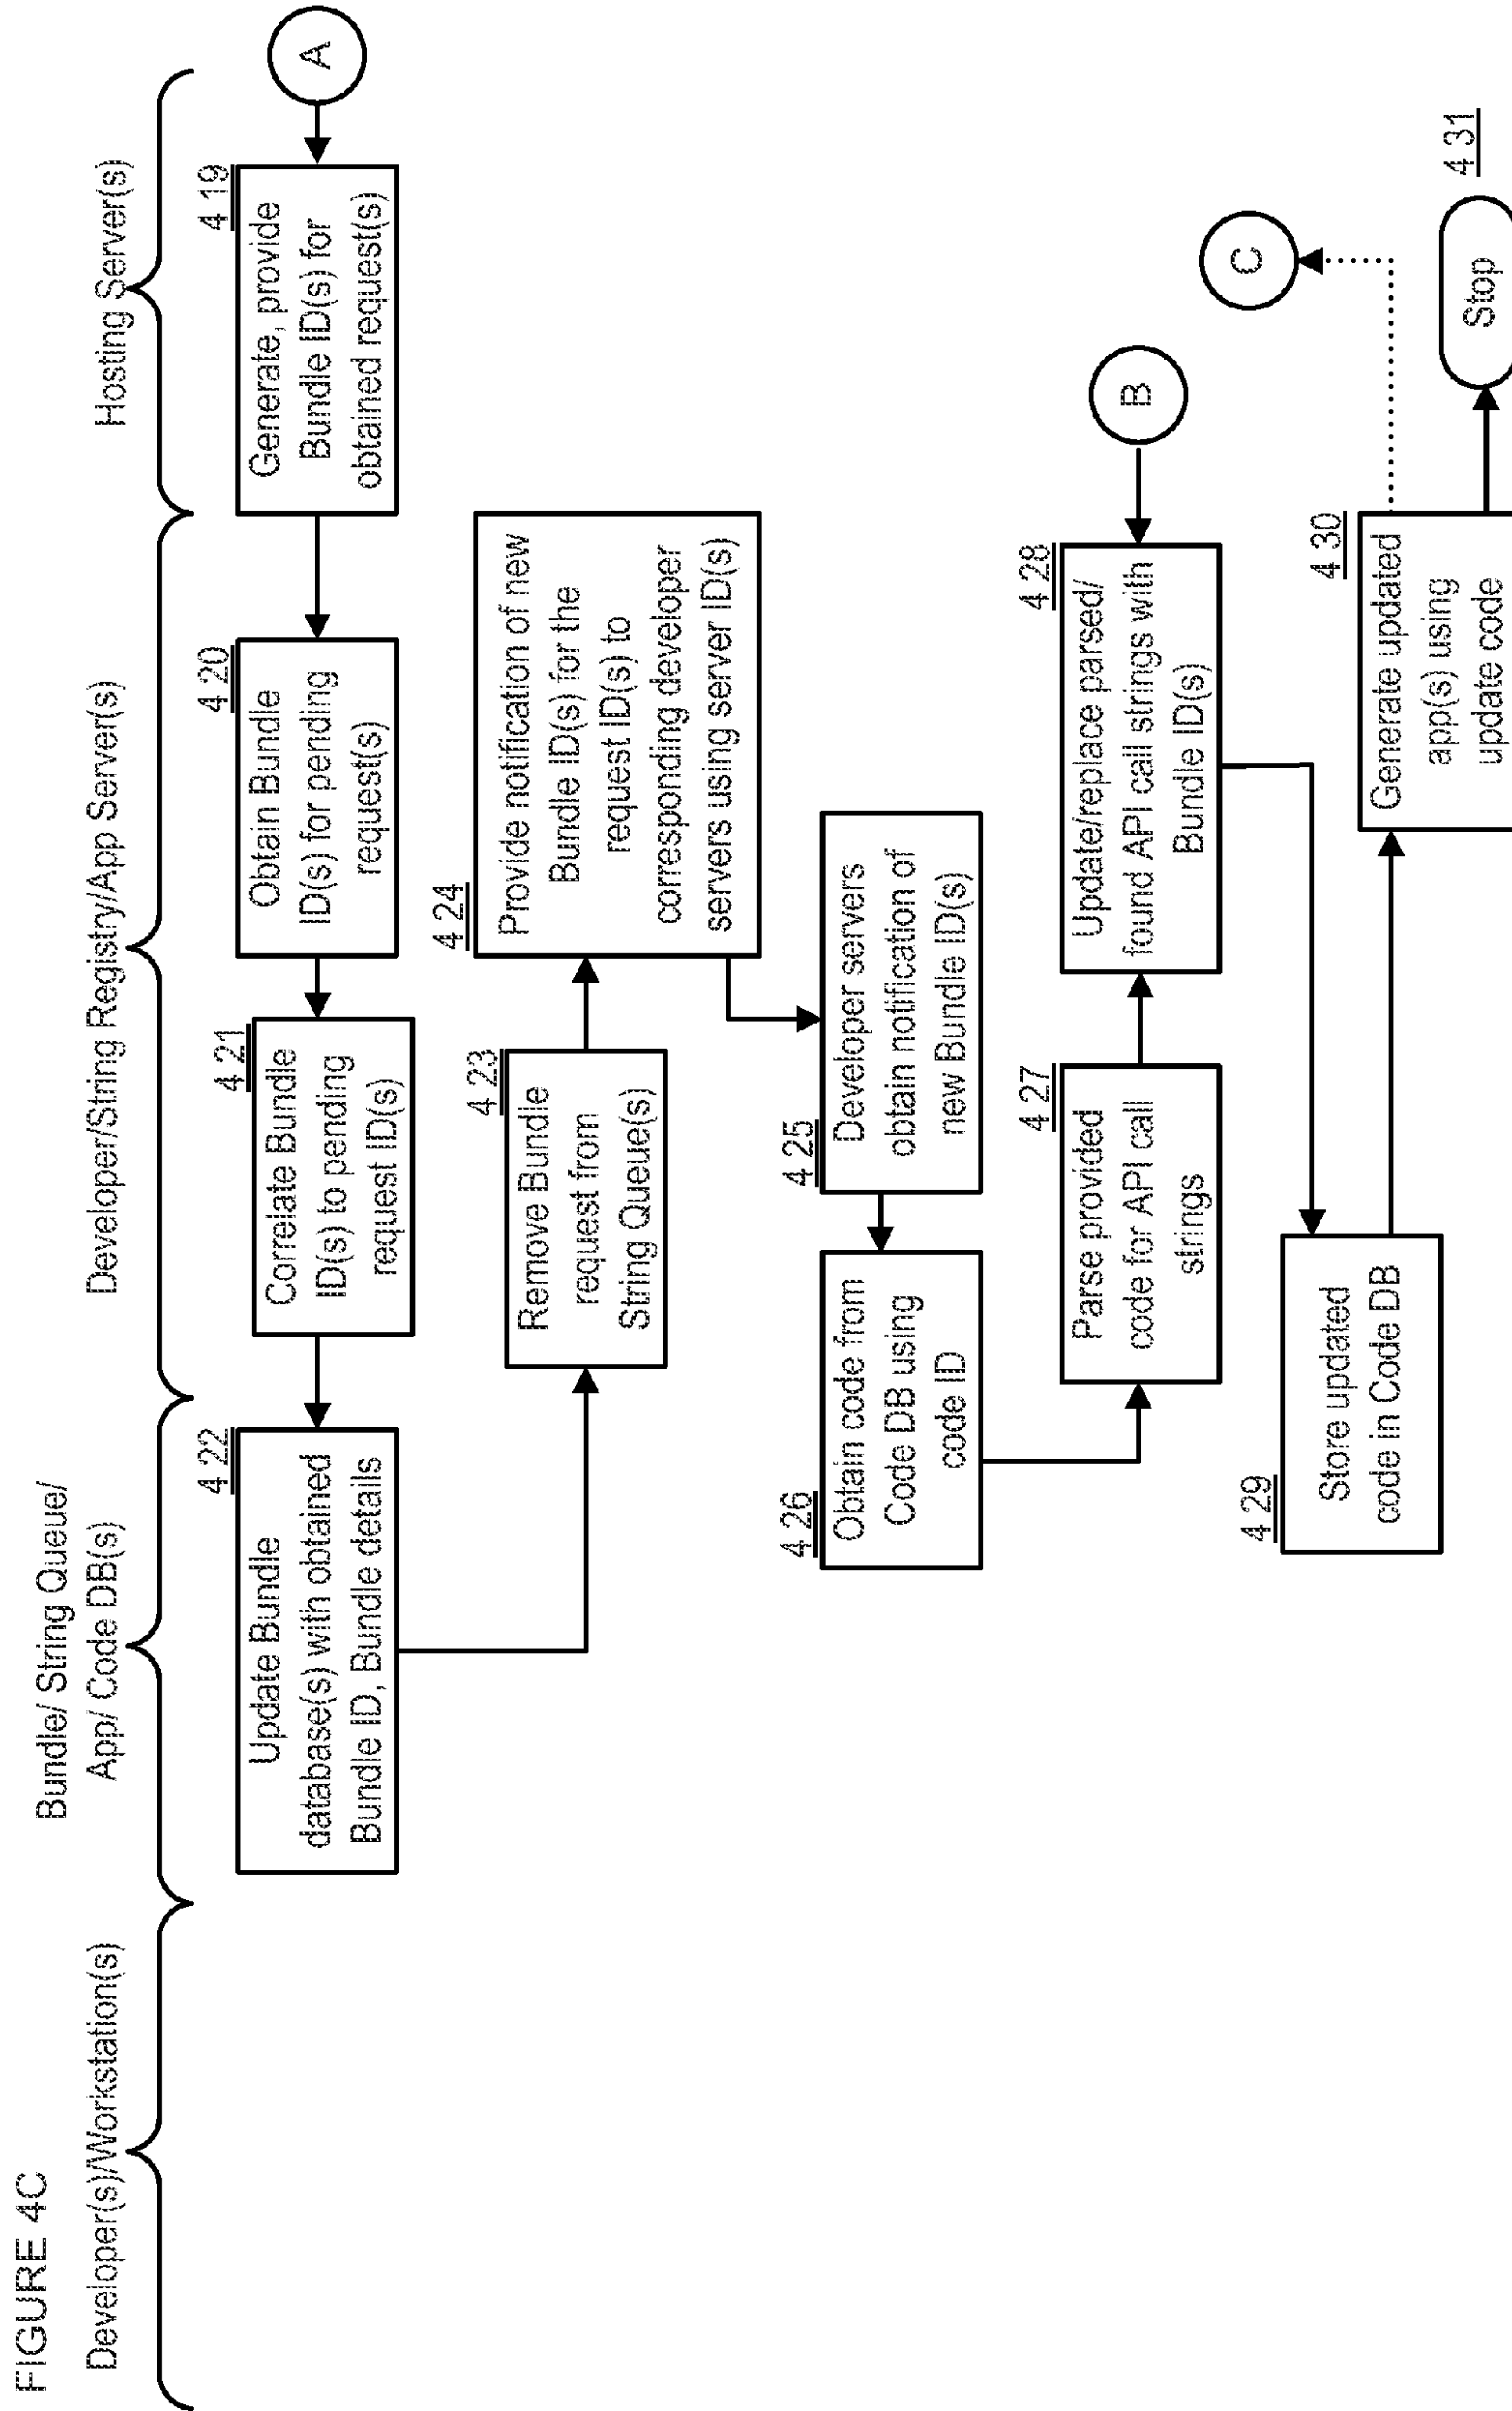 FIGURE 4C
Developer(s)/Workstation(s)
Bundle/ String Queue/
App/ Code DB(s)
Developer/String Registry/App Server(s)
Hosting Server(s)
A
4 19
Generate, provide
Bundle ID(s) for
obtained request(s)
4 20
Obtain Bundle
ID(s) for pending
request(s)
4 21
Correlate Bundle
ID(s) to pending
request ID(s)
4 22
Update Bundle
database(s) with obtained
Bundle ID, Bundle details
4 23
Remove Bundle
request from
String Queue(s)
4 24
Provide notification of new
Bundle ID(s) for the
request ID(s) to
corresponding developer
servers using server ID(s)
4 25
Developer servers
obtain notification of
new Bundle ID(s)
4 26
Obtain code from
Code DB using
code ID
4 27
Parse provided
code for API call
strings
4 28
Update/replace parsed/
found API call strings with
Bundle ID(s)
B
4 29
Store updated
code in Code DB
4 30
Generate updated
app(s) using
update code
C
4 31
Stop